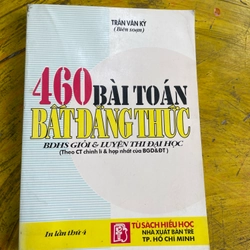 TRẦN VĂN KỶ
(Biên soạn)
460 BÀI TOÁN
BẤT ĐẲNG THỨC
BDHS GIỎI & LUYỆN THI ĐẠI HỌC
(Theo CT chỉnh lí & hợp nhất của BGD&ĐT)
In lần thứ 4
TỦ SÁCH HIẾU HỌC
NHÀ XUẤT BẢN TRẺ
TP. HỒ CHÍ MINH